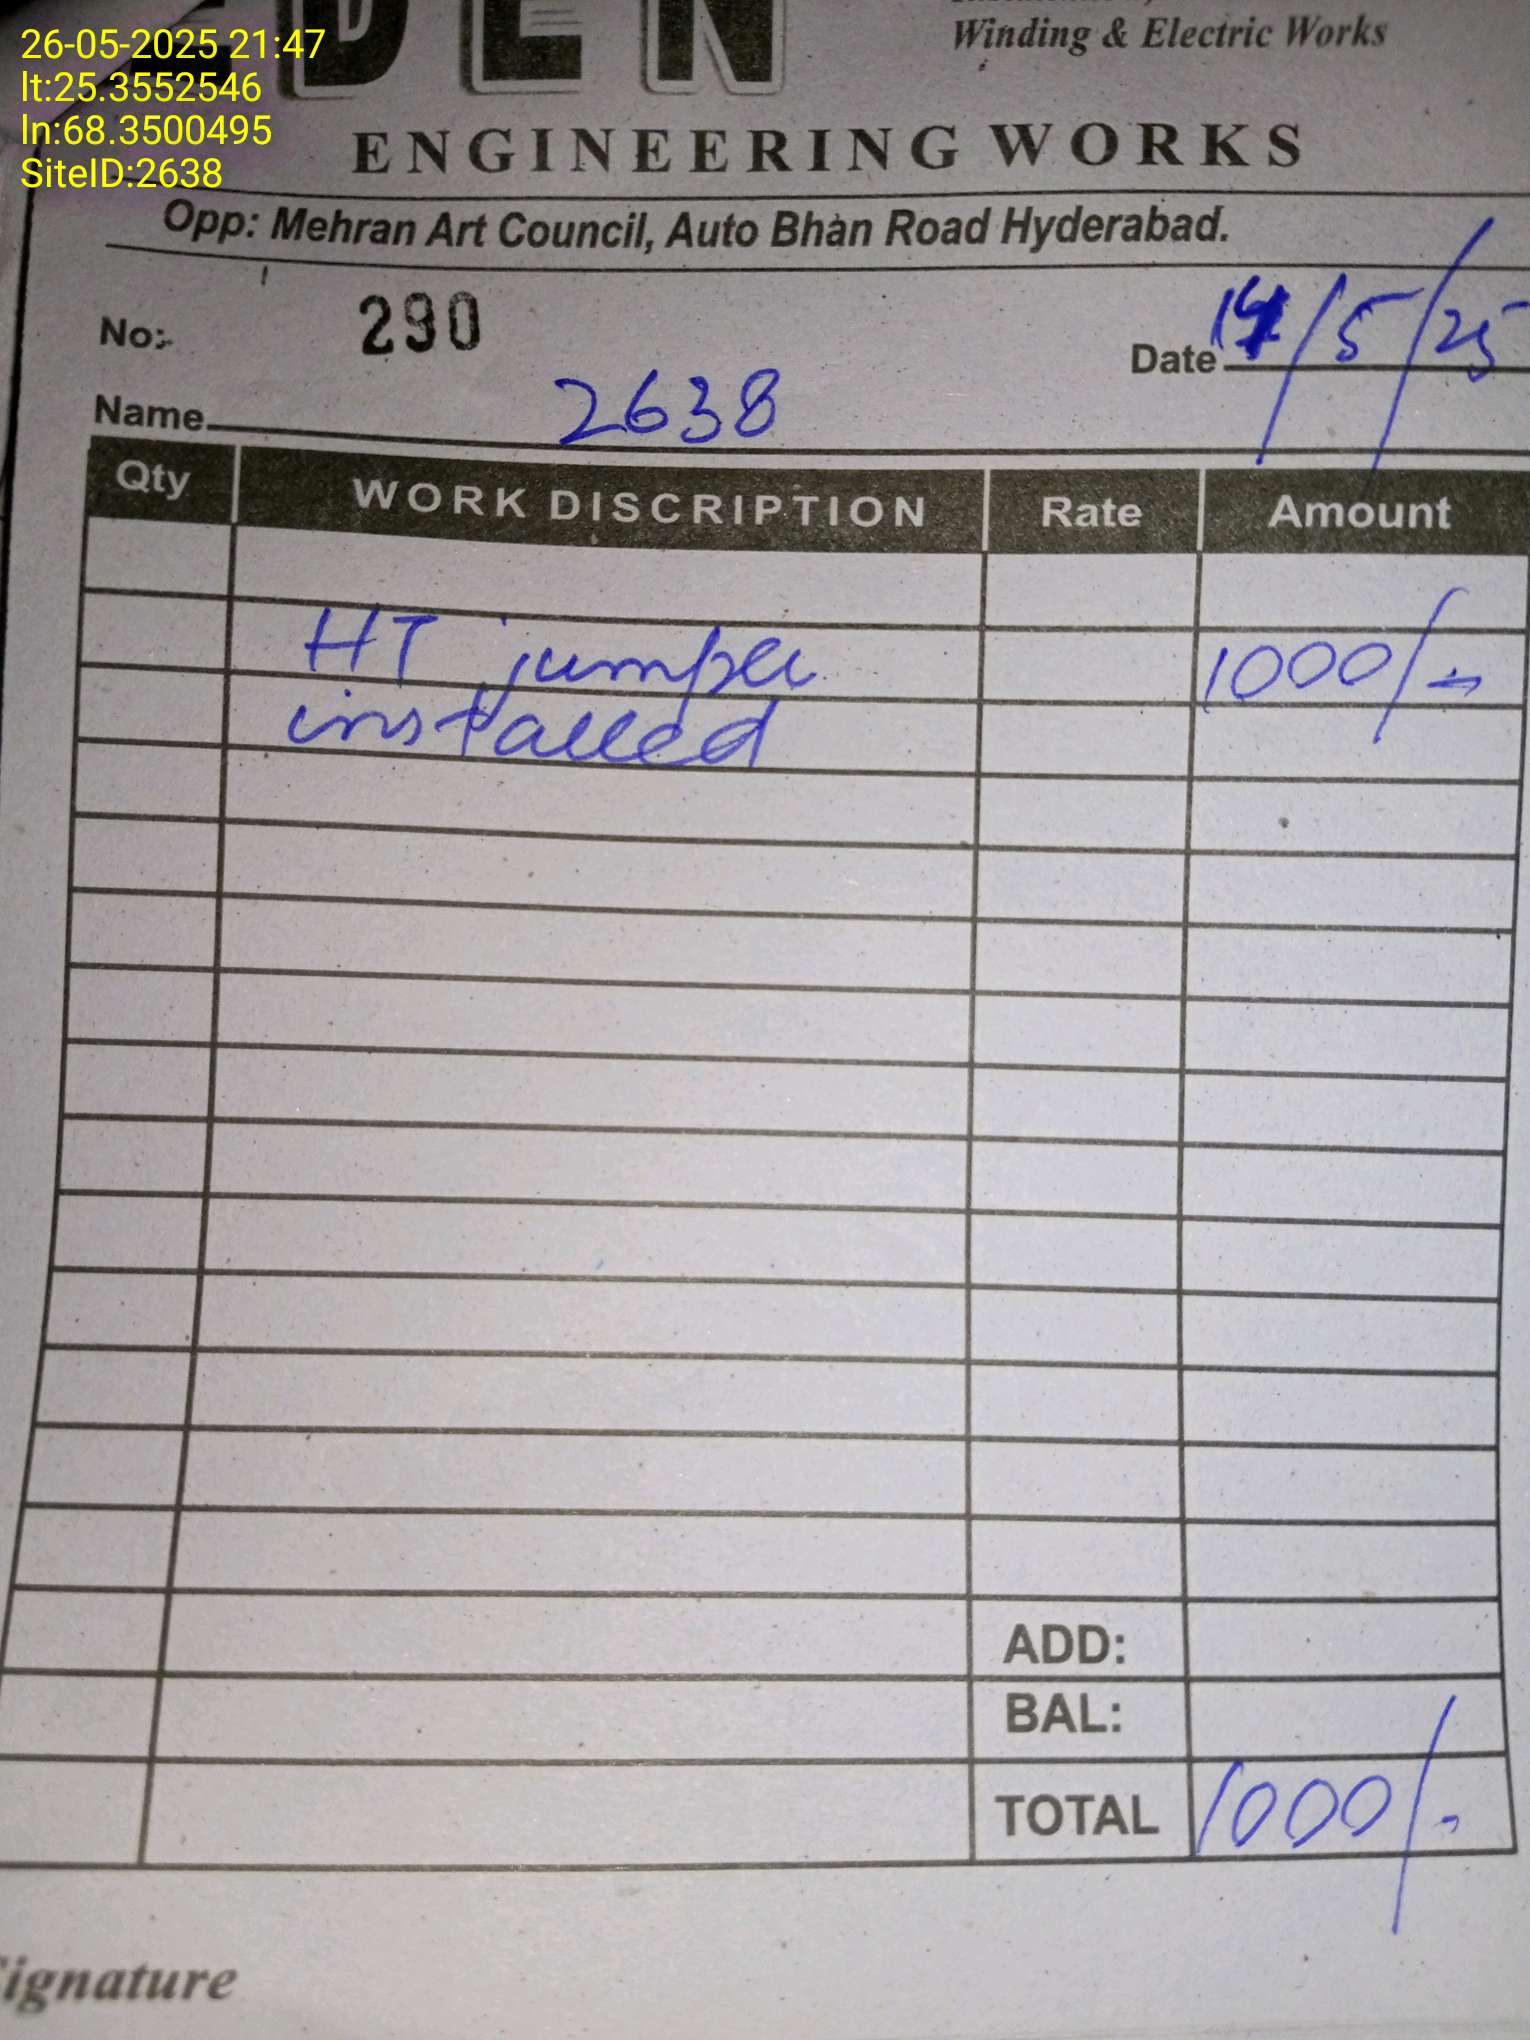 26-05-2025 21:47
lt:25.3552546
ln:68.3500495
SiteID:2638
Winding & Electric Works
ENGINEERING WORKS
Opp: Mehran Art Council, Auto Bhan Road Hyderabad.
No:- 290
Date /5/25
Name 2638
Qty WORK DISCRIPTION Rate Amount
HT jumper 1000/-
installed
ADD:
BAL:
TOTAL 1000/-